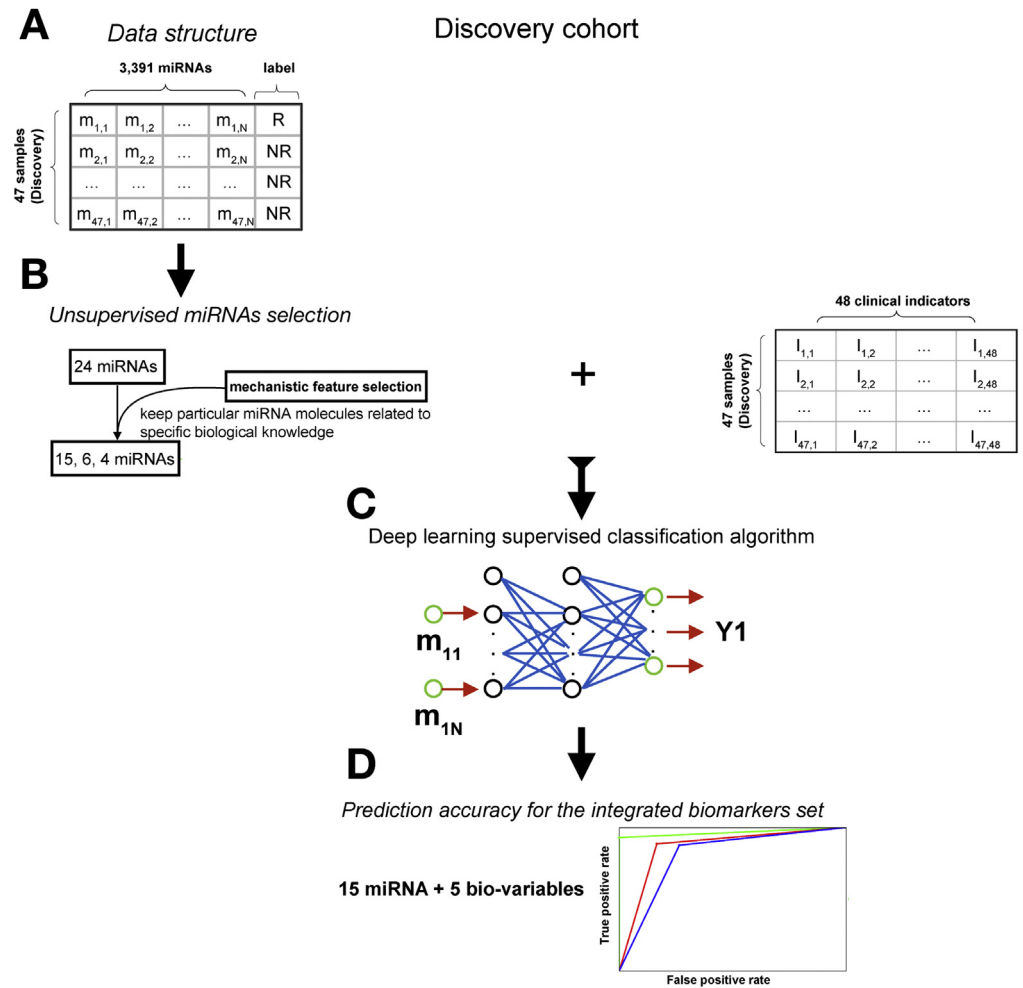 A
Data structure
Discovery cohort
3,391 miRNAs
label
47 samples
(Discovery)
m1,1 m1,2 ... m1,N R
m2,1 m2,2 ... m2,N NR
... ... ... ... NR
m47,1 m47,2 ... m47,N NR
B
Unsupervised miRNAs selection
24 miRNAs
mechanistic feature selection
keep particular miRNA molecules related to
specific biological knowledge
15, 6, 4 miRNAs
+
48 clinical indicators
47 samples
(Discovery)
I1,1 I1,2 ... I1,48
I2,1 I2,2 ... I2,48
... ... ... ...
I47,1 I47,2 ... I47,48
C
Deep learning supervised classification algorithm
m11
m1N
Y1
D
Prediction accuracy for the integrated biomarkers set
15 miRNA + 5 bio-variables
True positive rate
False positive rate